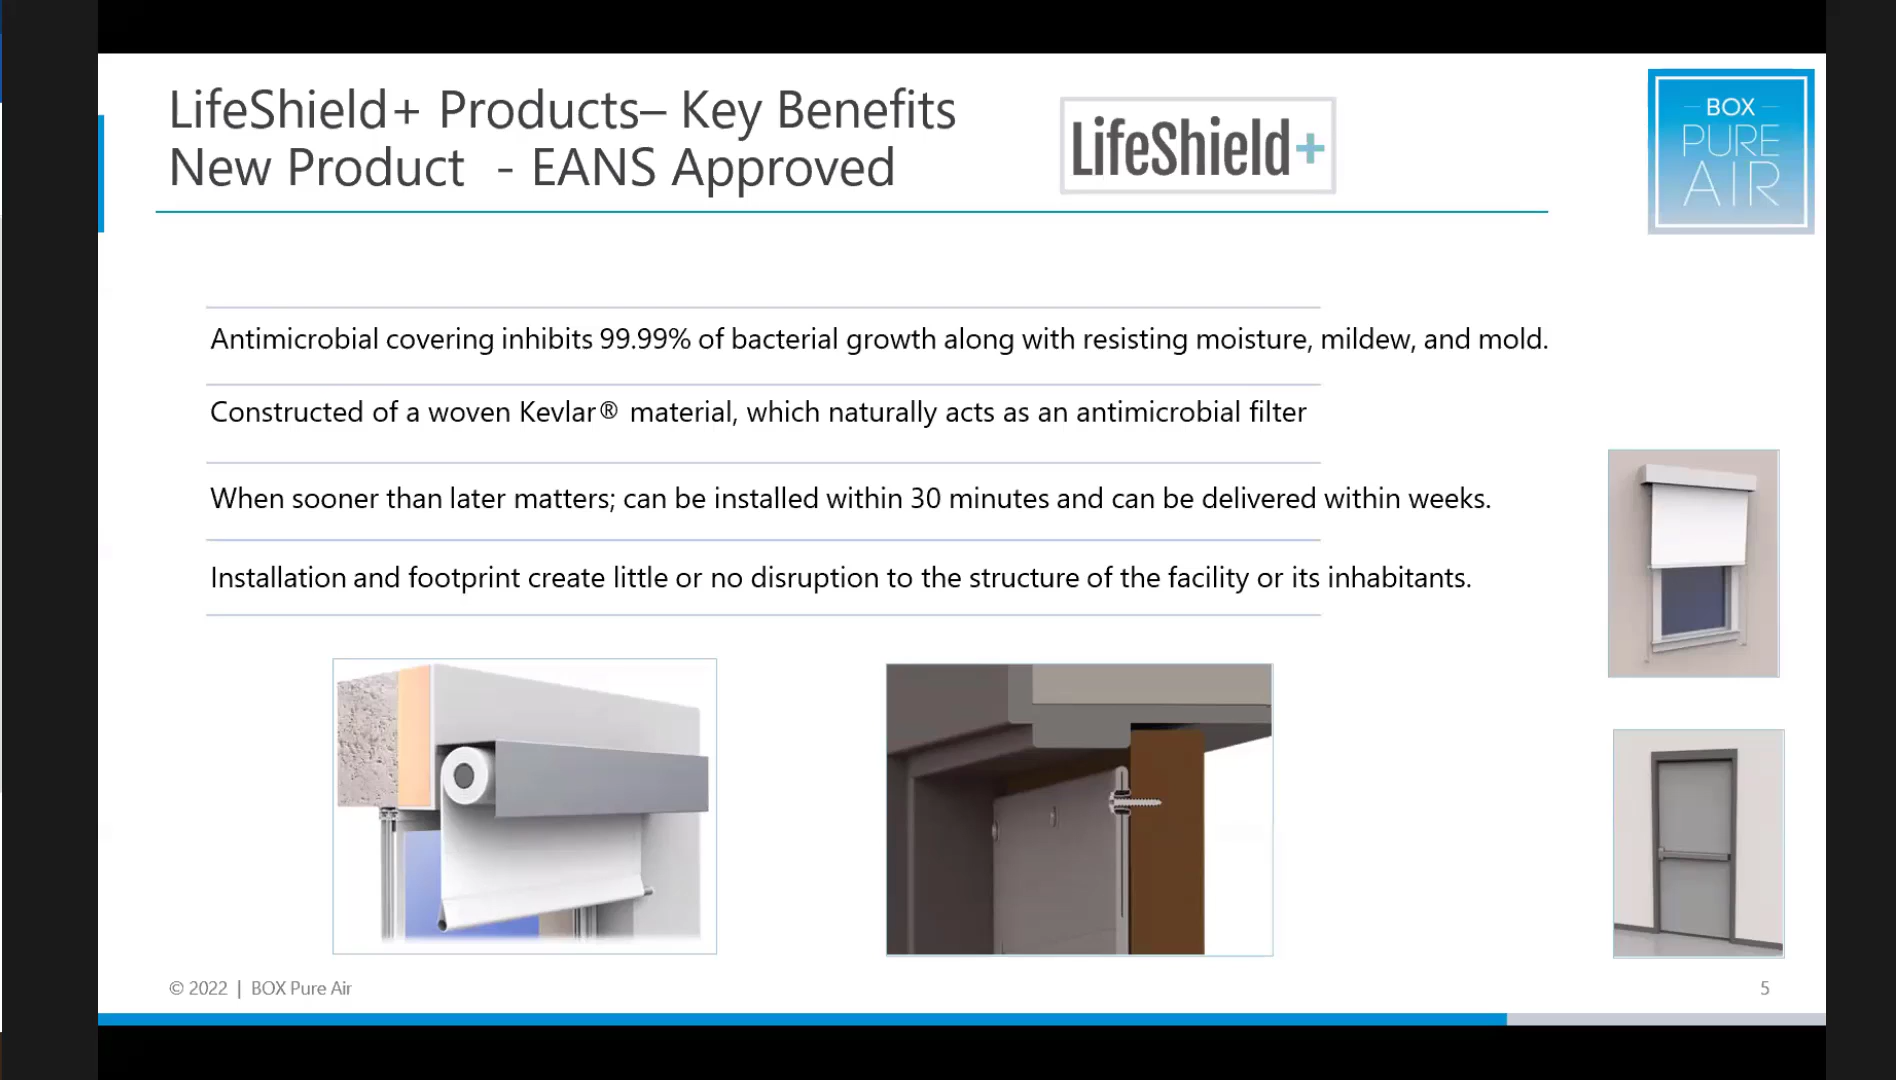 LifeShield+ Products– Key Benefits
New Product - EANS Approved
LifeShield+
BOX
PURE
AIR
Antimicrobial covering inhibits 99.99% of bacterial growth along with resisting moisture, mildew, and mold.
Constructed of a woven Kevlar® material, which naturally acts as an antimicrobial filter
When sooner than later matters; can be installed within 30 minutes and can be delivered within weeks.
Installation and footprint create little or no disruption to the structure of the facility or its inhabitants.
© 2022 | BOX Pure Air
5